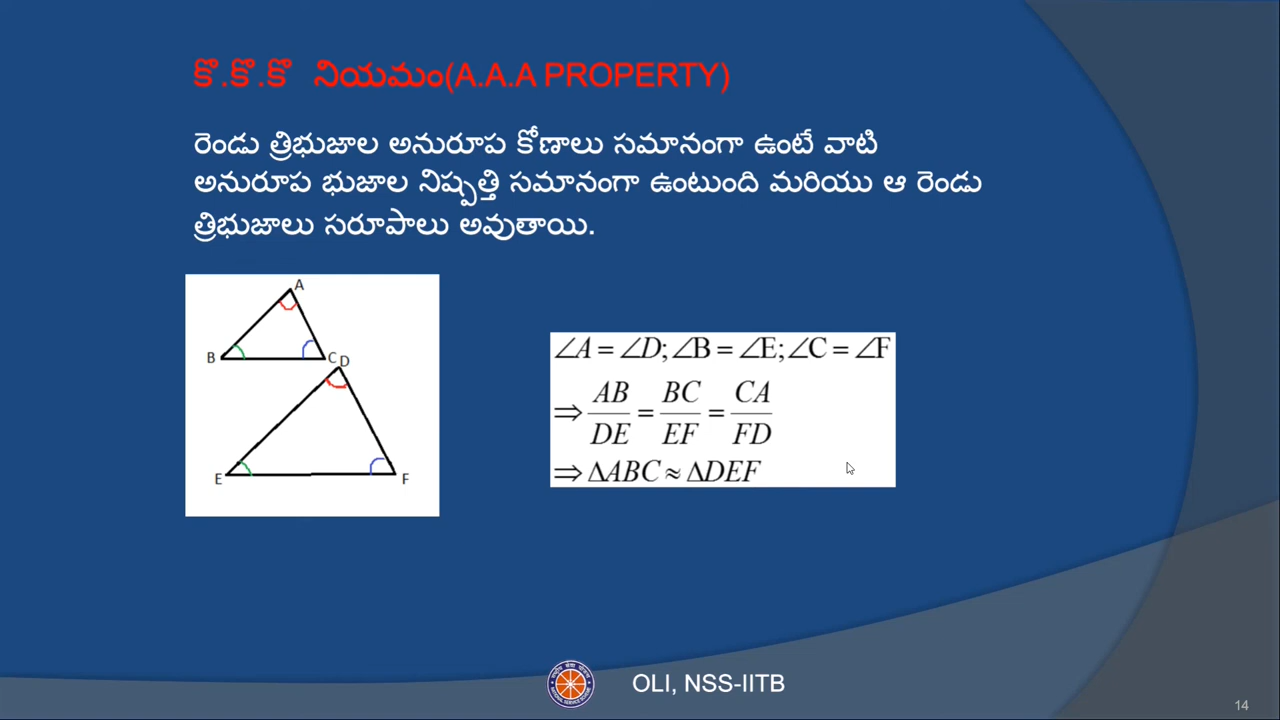 కొ.కొ.కొ నియమం(A.A.A PROPERTY)
రెండు త్రిభుజాల అనురూప కోణాలు సమానంగా ఉంటే వాటి
అనురూప భుజాల నిష్పత్తి సమానంగా ఉంటుంది మరియు ఆ రెండు
త్రిభుజాలు సరూపాలు అవుతాయి.
A
B
C
D
E
F
∠A = ∠D; ∠B = ∠E; ∠C = ∠F
⇒ AB/DE = BC/EF = CA/FD
⇒ ΔABC ≈ ΔDEF
OLI, NSS-IITB
14